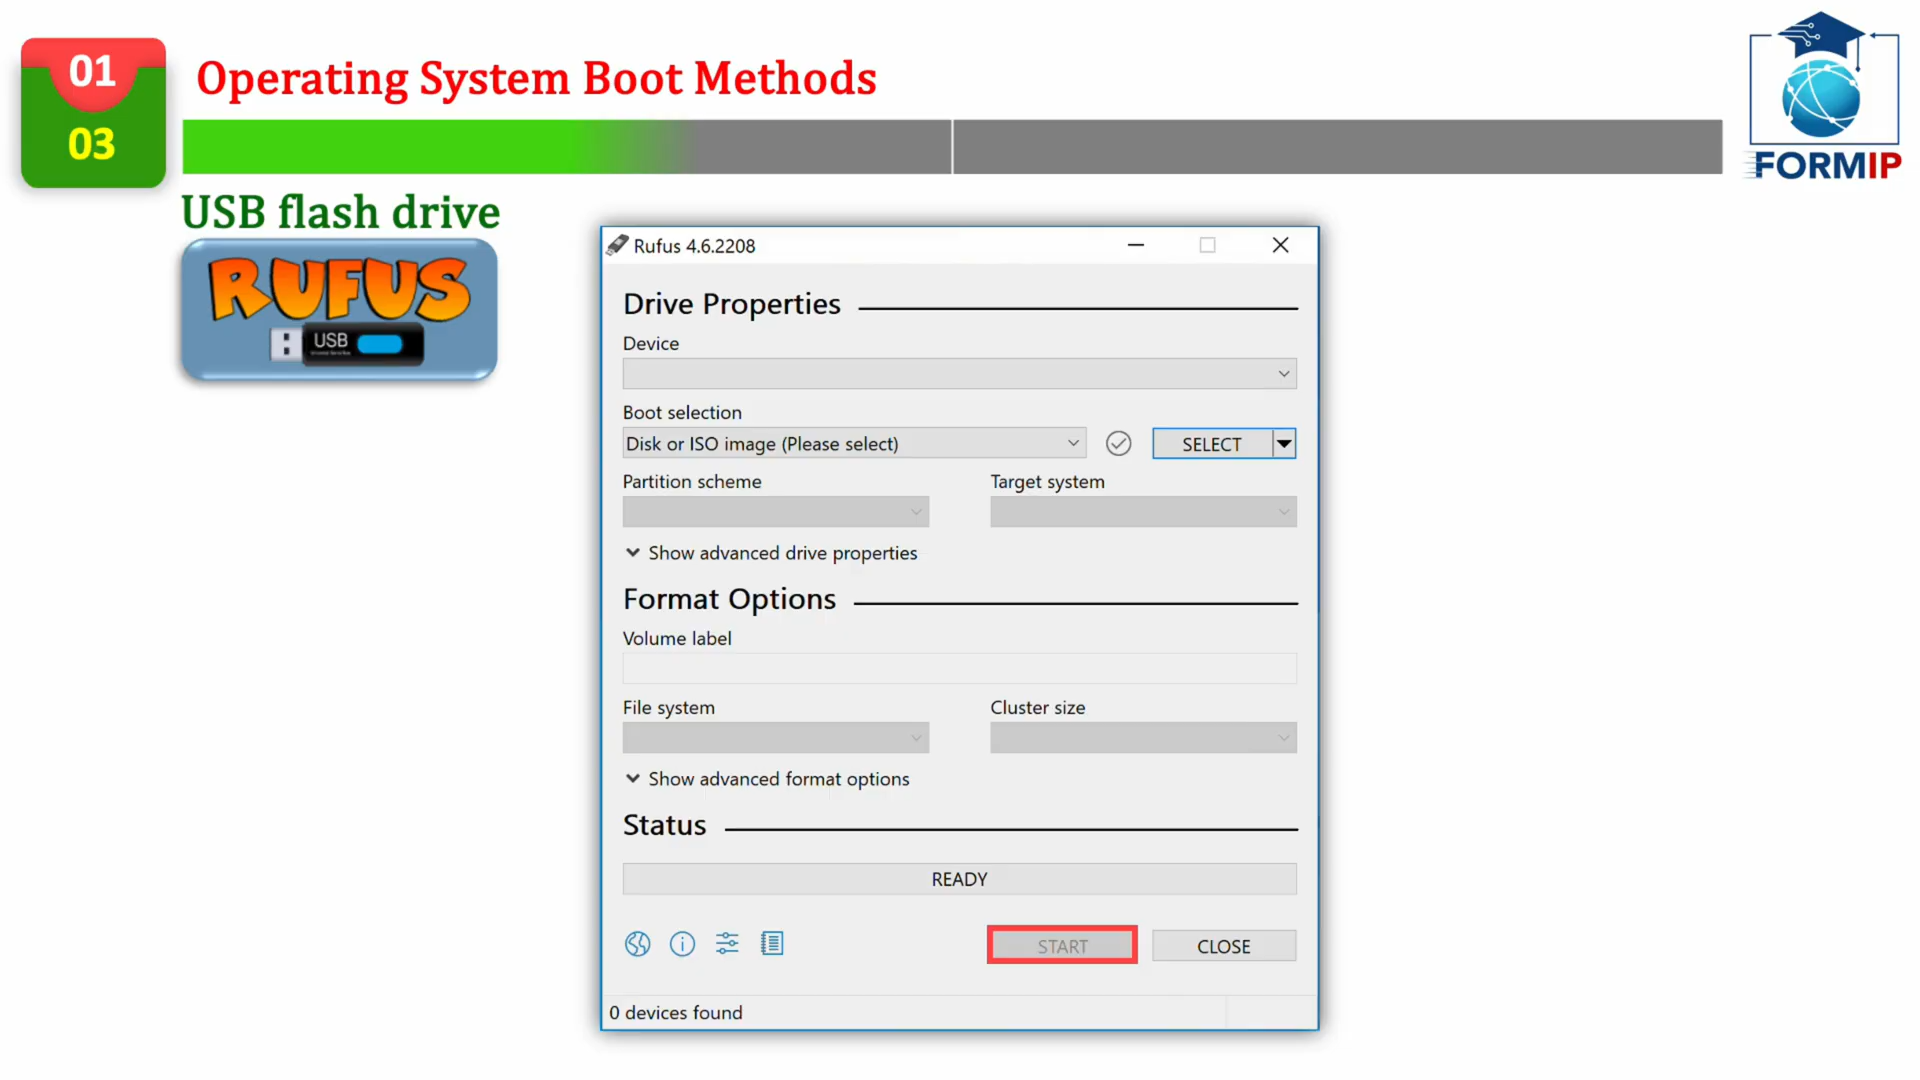 01
03
Operating System Boot Methods
FORMIP
USB flash drive
RUFUS
USB
Rufus 4.6.2208
Drive Properties
Device
Boot selection
Disk or ISO image (Please select)
SELECT
Partition scheme
Target system
Show advanced drive properties
Format Options
Volume label
File system
Cluster size
Show advanced format options
Status
READY
START
CLOSE
0 devices found